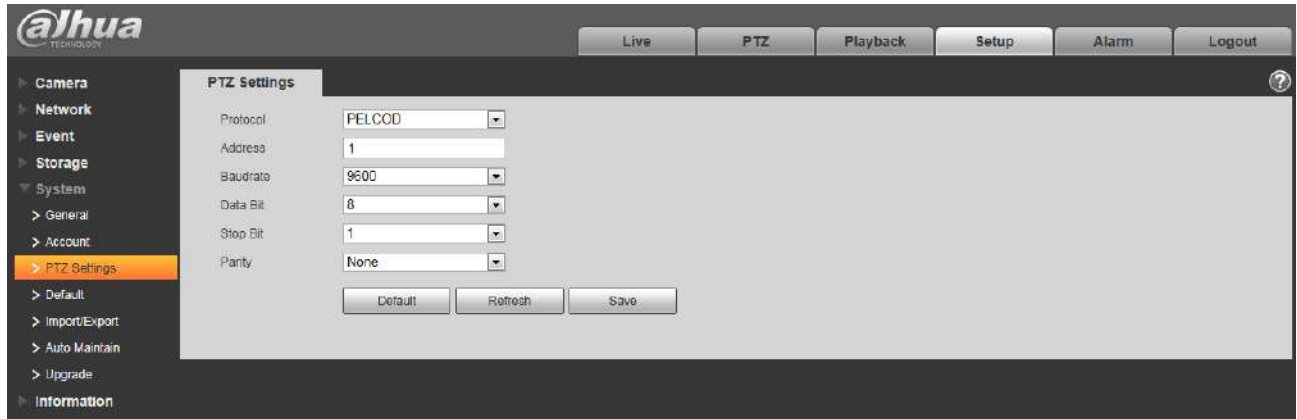 alhua
TECHNOLOGY
Live
PTZ
Playback
Setup
Alarm
Logout
Camera
Network
Event
Storage
System
> General
> Account
> PTZ Settings
> Default
> Import/Export
> Auto Maintain
> Upgrade
Information
PTZ Settings
?
Protocol PELCOD
Address 1
Baudrate 9600
Data Bit 8
Stop Bit 1
Parity None
Default Refresh Save